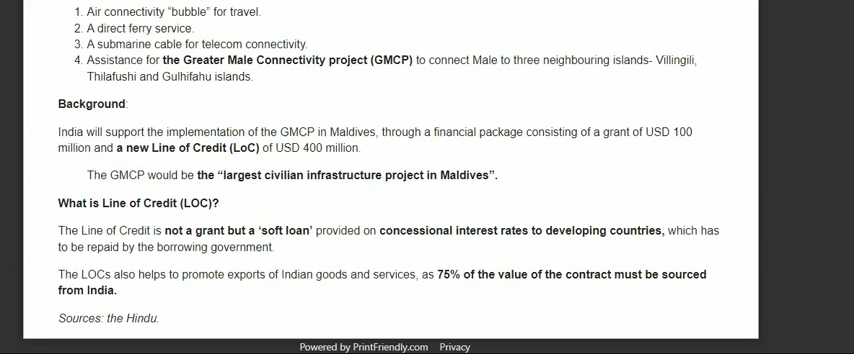 1. Air connectivity “bubble” for travel.
2. A direct ferry service.
3. A submarine cable for telecom connectivity.
4. Assistance for the Greater Male Connectivity project (GMCP) to connect Male to three neighbouring islands- Villingili,
Thilafushi and Gulhifahu islands.
Background:
India will support the implementation of the GMCP in Maldives, through a financial package consisting of a grant of USD 100
million and a new Line of Credit (LoC) of USD 400 million.
The GMCP would be the “largest civilian infrastructure project in Maldives”.
What is Line of Credit (LOC)?
The Line of Credit is not a grant but a ‘soft loan’ provided on concessional interest rates to developing countries, which has
to be repaid by the borrowing government.
The LOCs also helps to promote exports of Indian goods and services, as 75% of the value of the contract must be sourced
from India.
Sources: the Hindu.
Powered by PrintFriendly.com Privacy